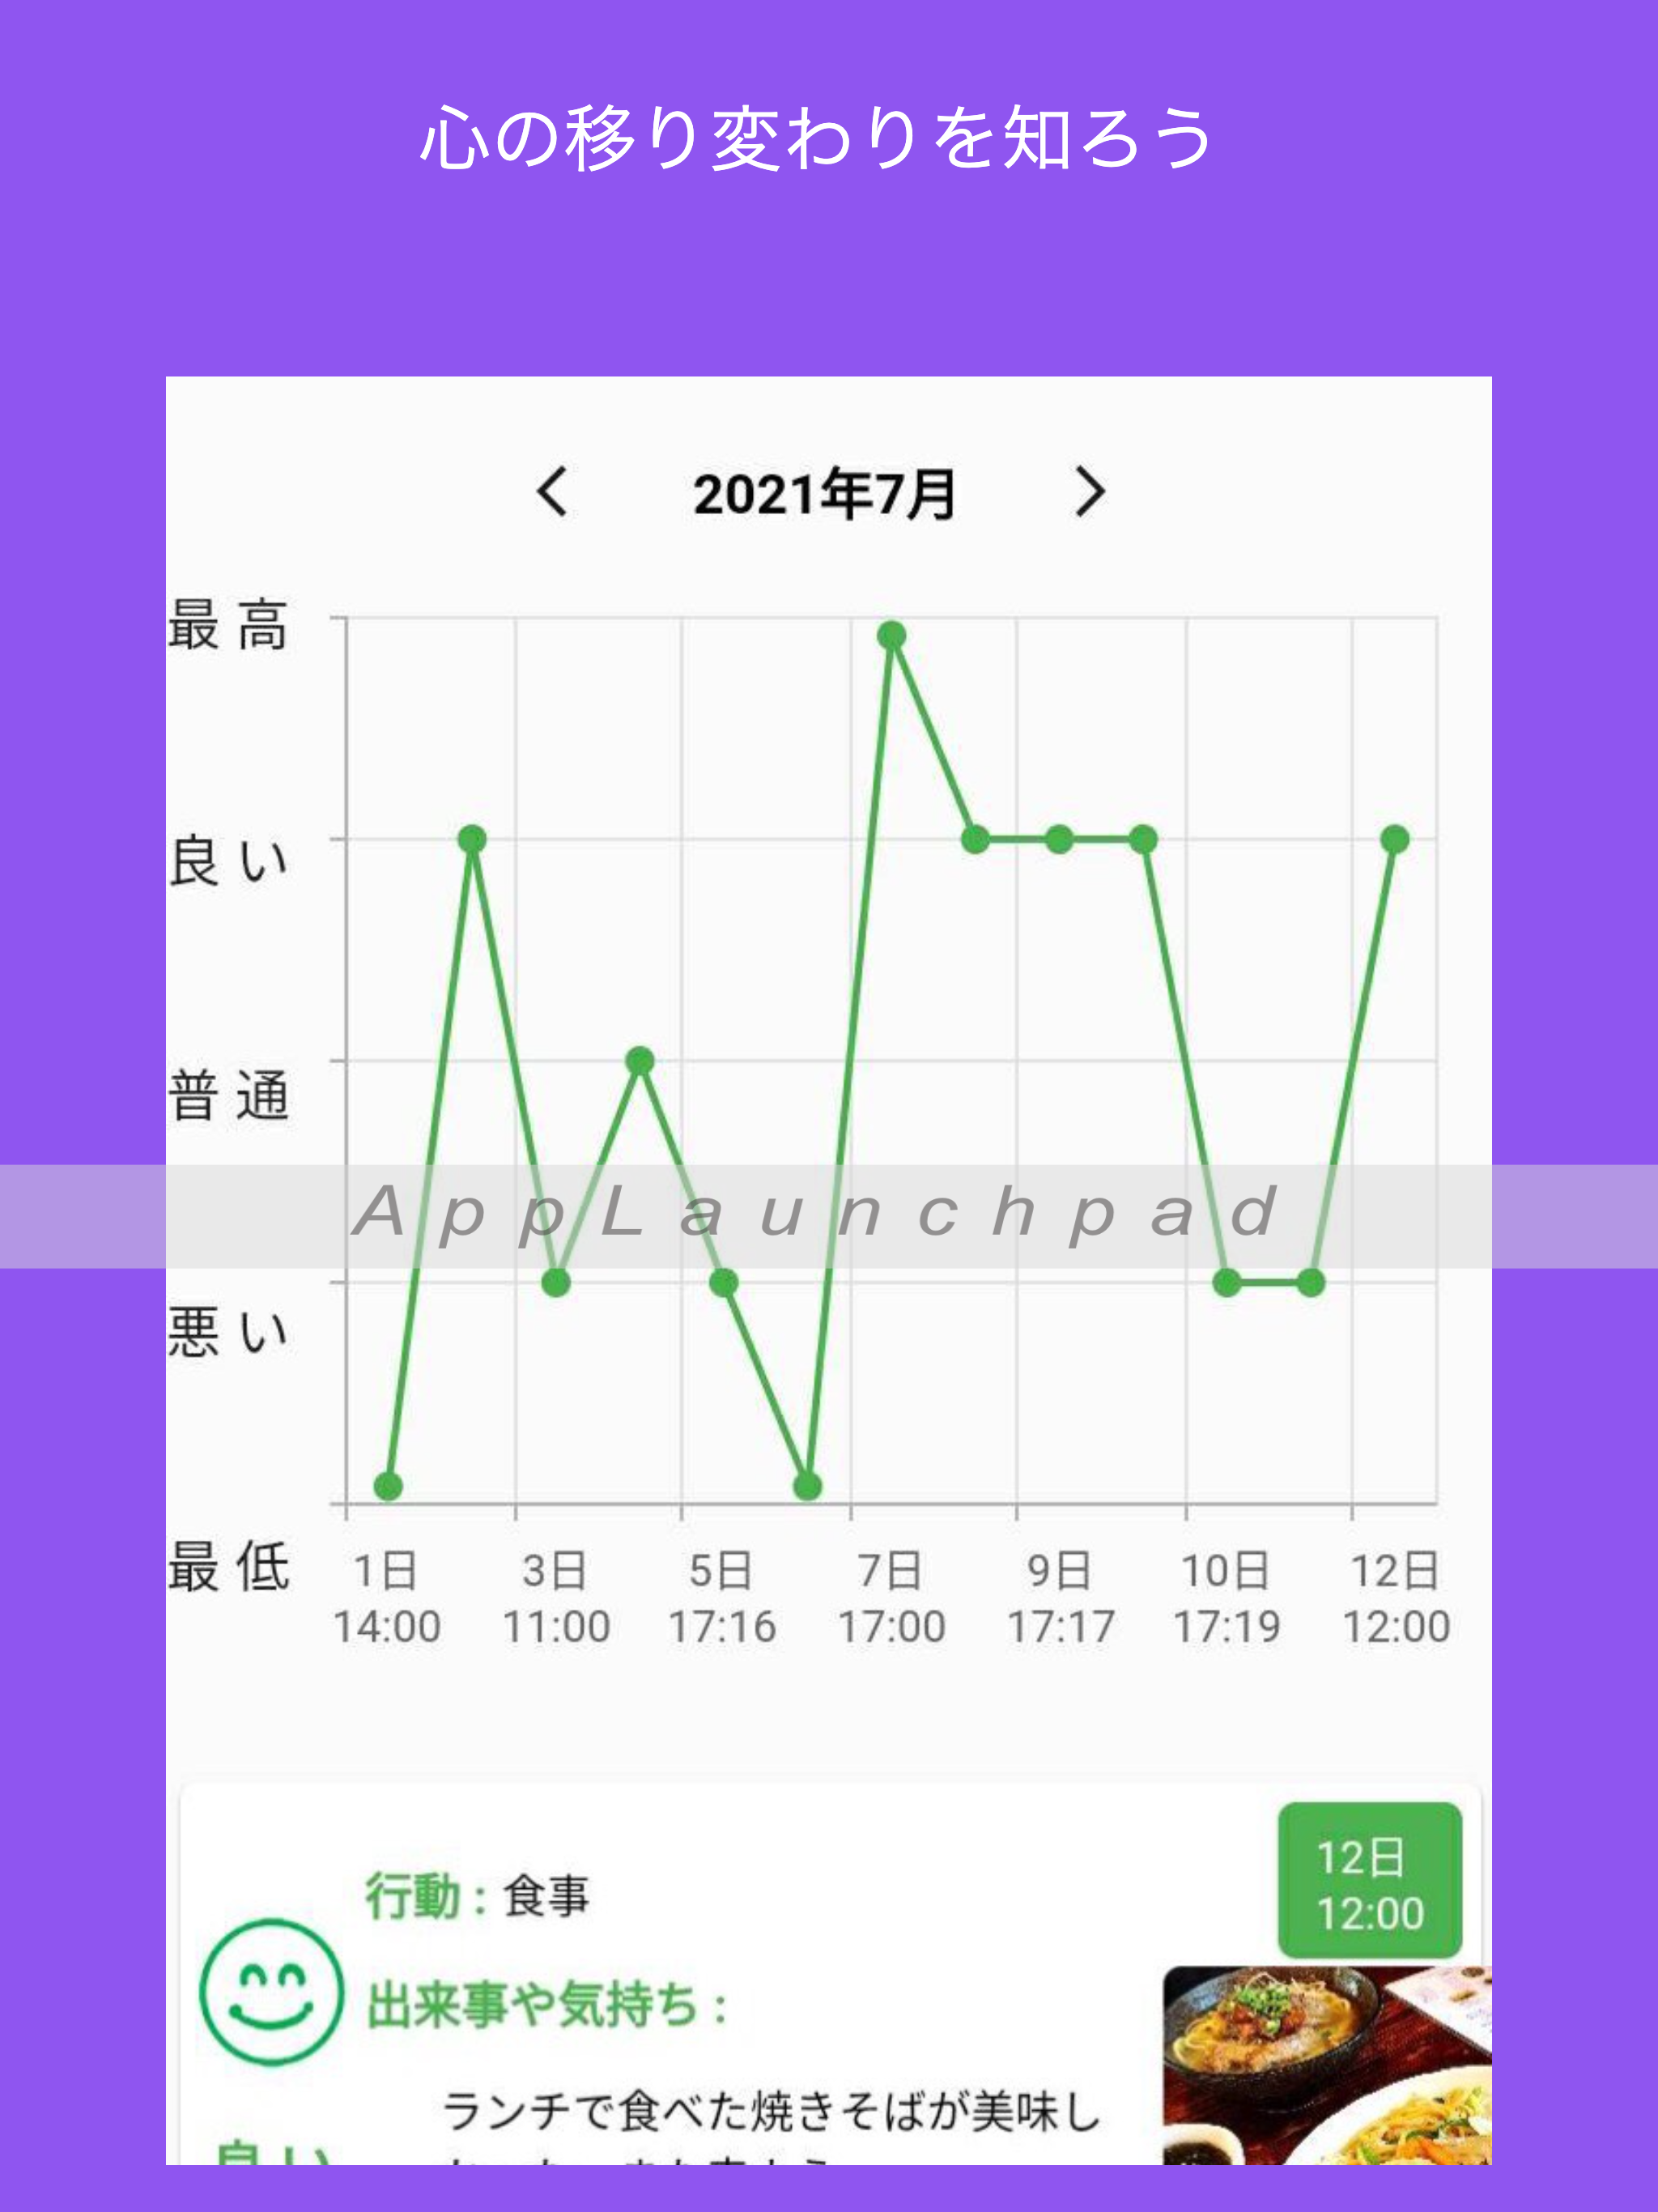 心の移り変わりを知ろう
2021年7月
最高
良い
普通
AppLaunchpad
悪い
最低
1日 3日 5日 7日 9日 10日 12日
14:00 11:00 17:16 17:00 17:17 17:19 12:00
12日
12:00
行動 : 食事
出来事や気持ち :
ランチで食べた焼きそばが美味し
良い